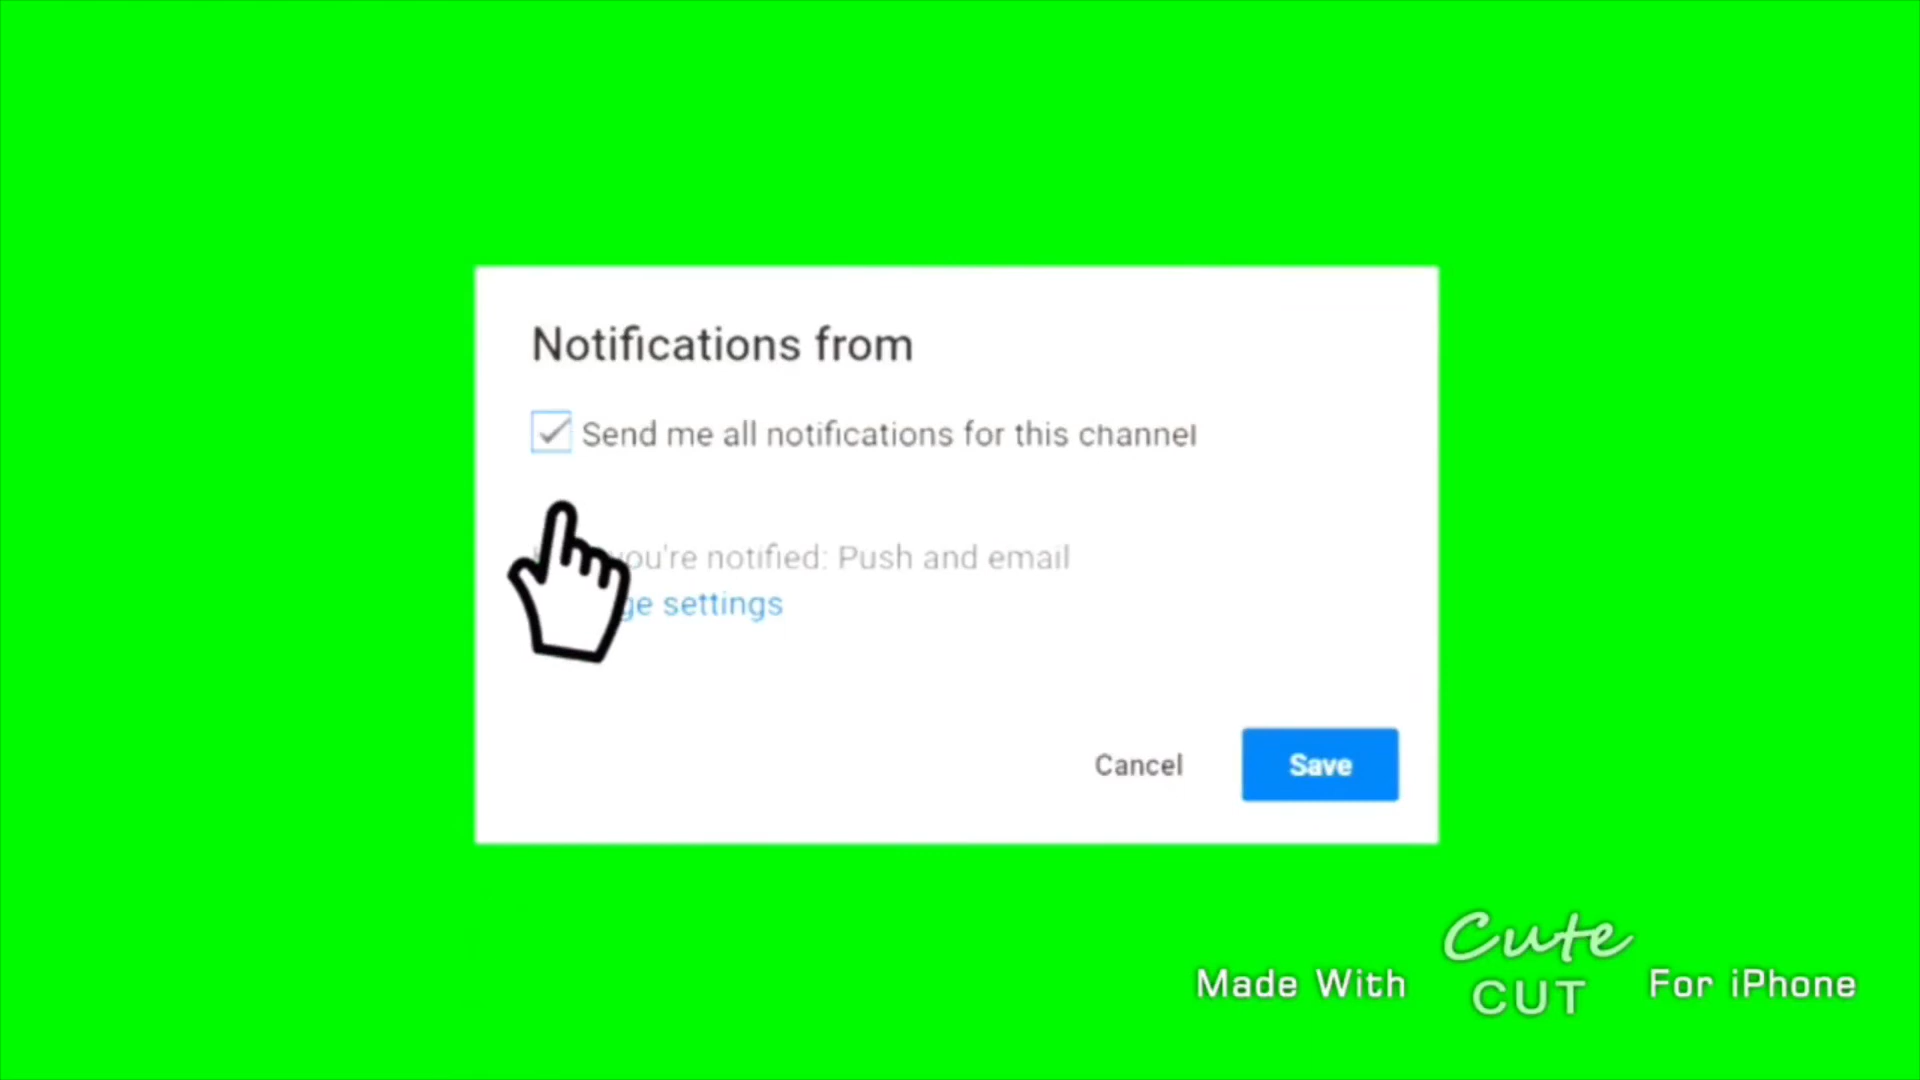 Notifications from
Send me all notifications for this channel
you're notified: Push and email
settings
Cancel
Save
Cute
Made With CUT For iPhone